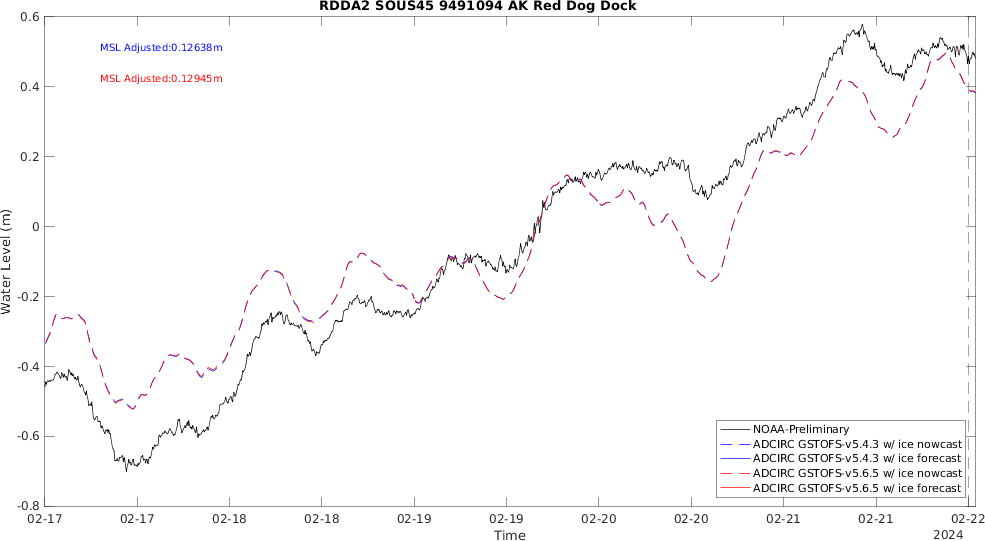 RDDA2 SOUS45 9491094 AK Red Dog Dock
MSL Adjusted:0.12638m
MSL Adjusted:0.12945m
Water Level (m)
0.6
0.4
0.2
0
-0.2
-0.4
-0.6
-0.8
NOAA-Preliminary
ADCIRC GSTOFS-v5.4.3 w/ ice nowcast
ADCIRC GSTOFS-v5.4.3 w/ ice forecast
ADCIRC GSTOFS-v5.6.5 w/ ice nowcast
ADCIRC GSTOFS-v5.6.5 w/ ice forecast
02-17 02-17 02-18 02-18 02-19 02-19 02-20 02-20 02-21 02-21 02-22
Time
2024